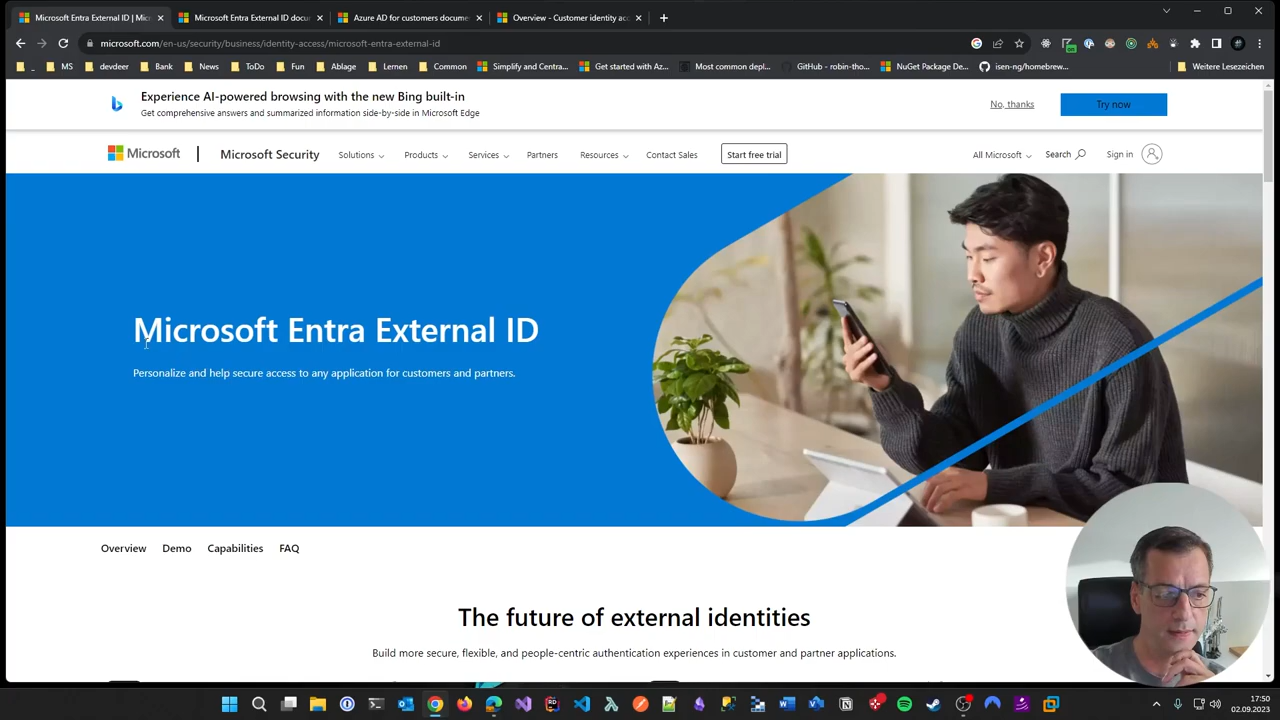 Microsoft Entra External ID | Mic
Microsoft Entra External ID docu
Azure AD for customers docume
Overview - Customer identity acc
microsoft.com/en-us/security/business/identity-access/microsoft-entra-external-id
_
MS
devdeer
Bank
News
ToDo
Fun
Ablage
Lernen
Common
Simplify and Centra...
Get started with Az...
Most common depl...
GitHub - robin-tho...
NuGet Package De...
isen-ng/homebrew...
Weitere Lesezeichen
Experience AI-powered browsing with the new Bing built-in
Get comprehensive answers and summarized information side-by-side in Microsoft Edge
No, thanks
Try now
Microsoft
Microsoft Security
Solutions
Products
Services
Partners
Resources
Contact Sales
Start free trial
All Microsoft
Search
Sign in
Microsoft Entra External ID
Personalize and help secure access to any application for customers and partners.
Overview
Demo
Capabilities
FAQ
The future of external identities
Build more secure, flexible, and people-centric authentication experiences in customer and partner applications.
17:50
02.09.2023